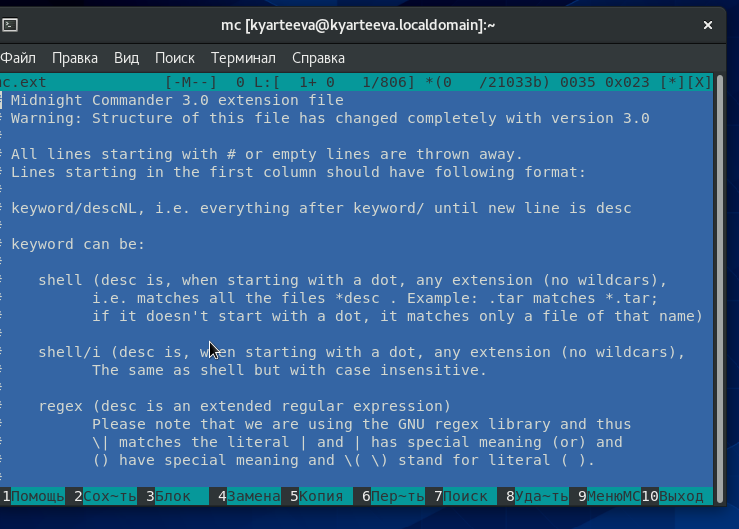 mc [kyarteeva@kyarteeva.localdomain]:~
Файл Правка Вид Поиск Терминал Справка
mc.ext [-M--] 0 L:[ 1+ 0 1/806] *(0 /21033b) 0035 0x023 [*][X]
# Midnight Commander 3.0 extension file
# Warning: Structure of this file has changed completely with version 3.0
#
# All lines starting with # or empty lines are thrown away.
# Lines starting in the first column should have following format:
#
# keyword/descNL, i.e. everything after keyword/ until new line is desc
#
# keyword can be:
#
# shell (desc is, when starting with a dot, any extension (no wildcars),
# i.e. matches all the files *desc . Example: .tar matches *.tar;
# if it doesn't start with a dot, it matches only a file of that name)
#
# shell/i (desc is, when starting with a dot, any extension (no wildcars),
# The same as shell but with case insensitive.
#
# regex (desc is an extended regular expression)
# Please note that we are using the GNU regex library and thus
# \| matches the literal | and | has special meaning (or) and
# () have special meaning and \( \) stand for literal ( ).
#
1Помощь 2Сох~ть 3Блок 4Замена 5Копия 6Пер~ть 7Поиск 8Уда~ть 9МенюMC 10Выход